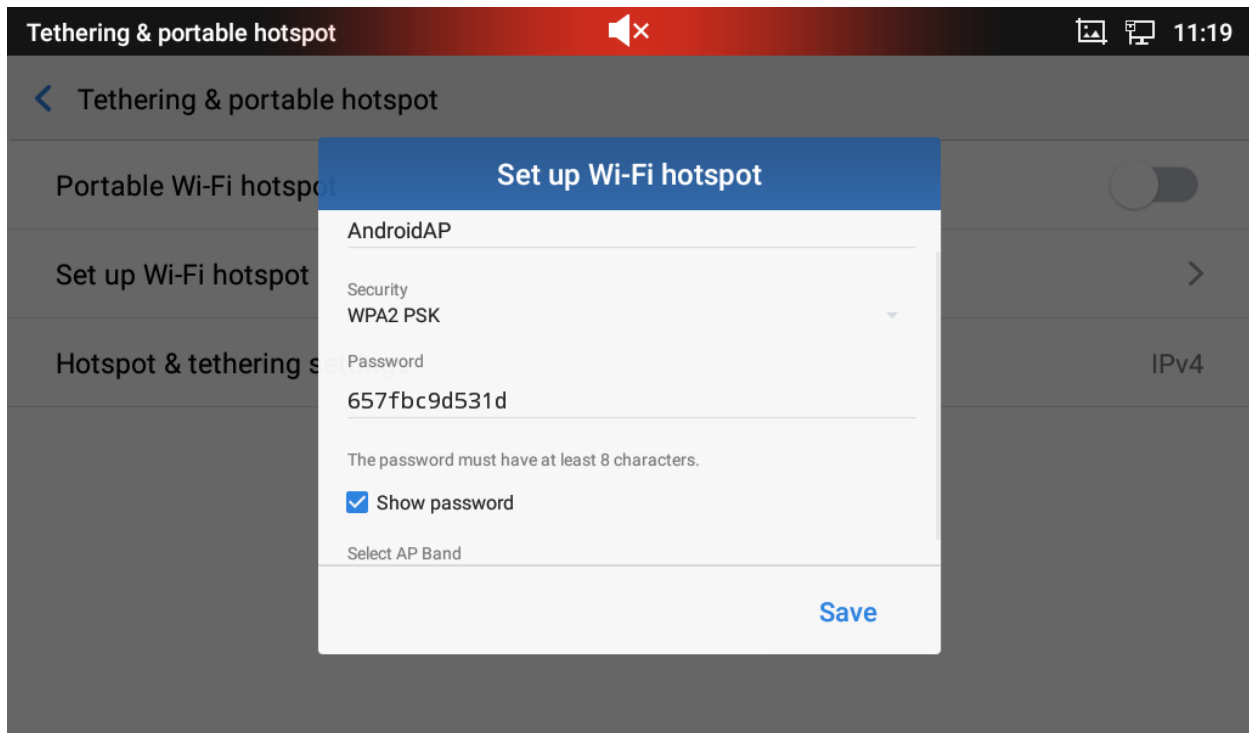 Tethering & portable hotspot
11:19
Tethering & portable hotspot
Set up Wi-Fi hotspot
Portable Wi-Fi hotspot
AndroidAP
Set up Wi-Fi hotspot
Security
WPA2 PSK
Hotspot & tethering settings
IPv4
Password
657fbc9d531d
The password must have at least 8 characters.
Show password
Select AP Band
Save